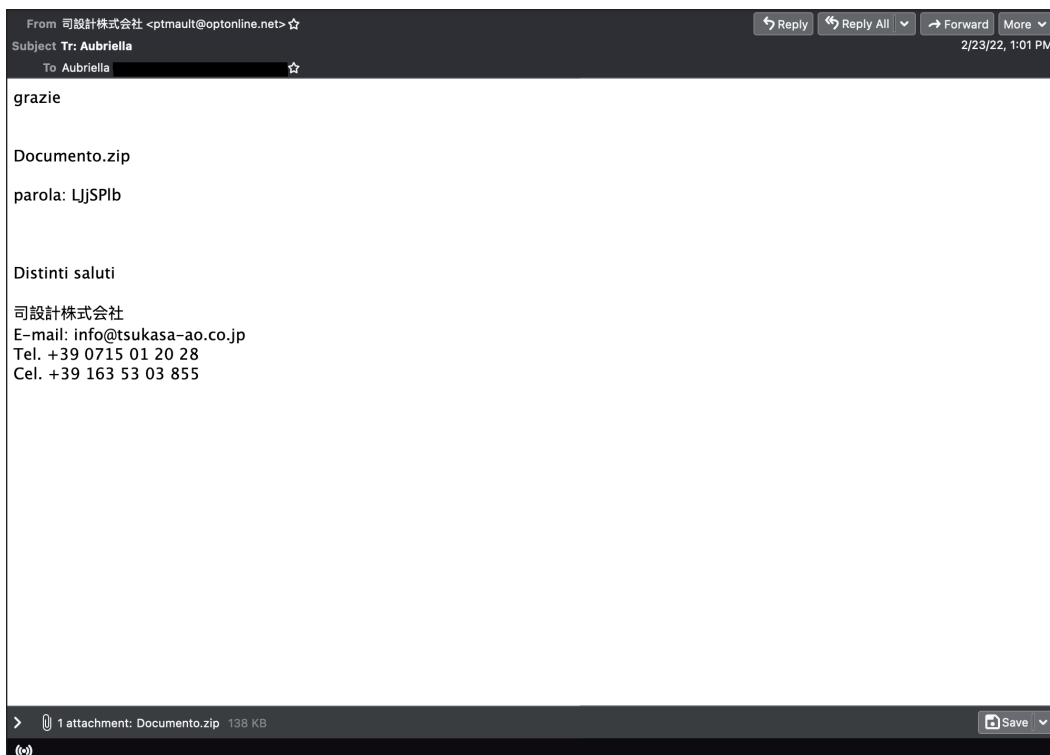 From 司設計株式会社 <ptmault@optonline.net>
Reply
Reply All
Forward
More
Subject Tr: Aubriella
2/23/22, 1:01 PM
To Aubriella
grazie
Documento.zip
parola: LJjSPlb
Distinti saluti
司設計株式会社
E-mail: info@tsukasa-ao.co.jp
Tel. +39 0715 01 20 28
Cel. +39 163 53 03 855
1 attachment: Documento.zip 138 KB
Save